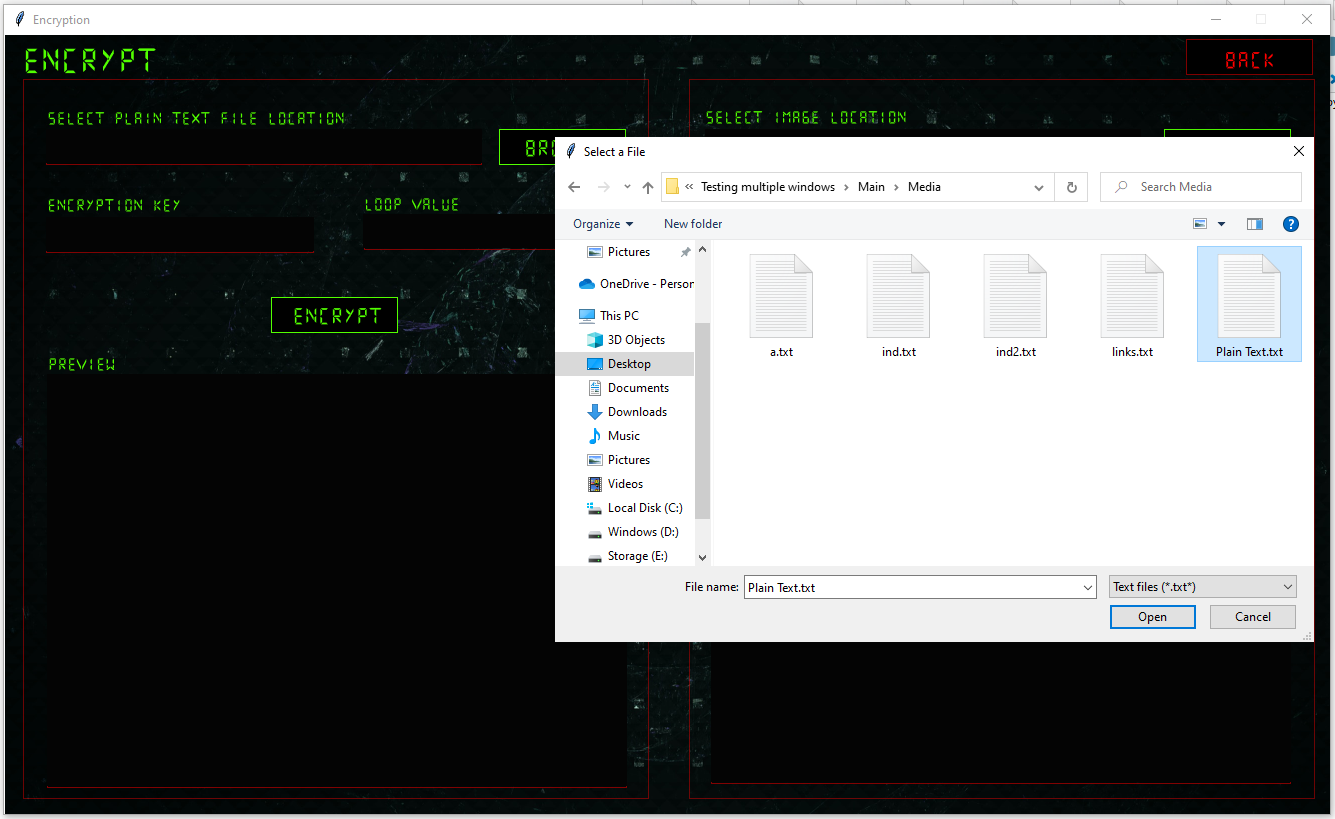 Encryption
ENCRYPT
BACK
SELECT PLAIN TEXT FILE LOCATION
SELECT IMAGE LOCATION
ENCRYPTION KEY
LOOP VALUE
ENCRYPT
PREVIEW
Select a File
« Testing multiple windows › Main › Media
Search Media
Organize
New folder
Pictures
OneDrive - Person
This PC
3D Objects
Desktop
Documents
Downloads
Music
Pictures
Videos
Local Disk (C:)
Windows (D:)
Storage (E:)
a.txt
ind.txt
ind2.txt
links.txt
Plain Text.txt
File name: Plain Text.txt
Text files (*.txt*)
Open
Cancel